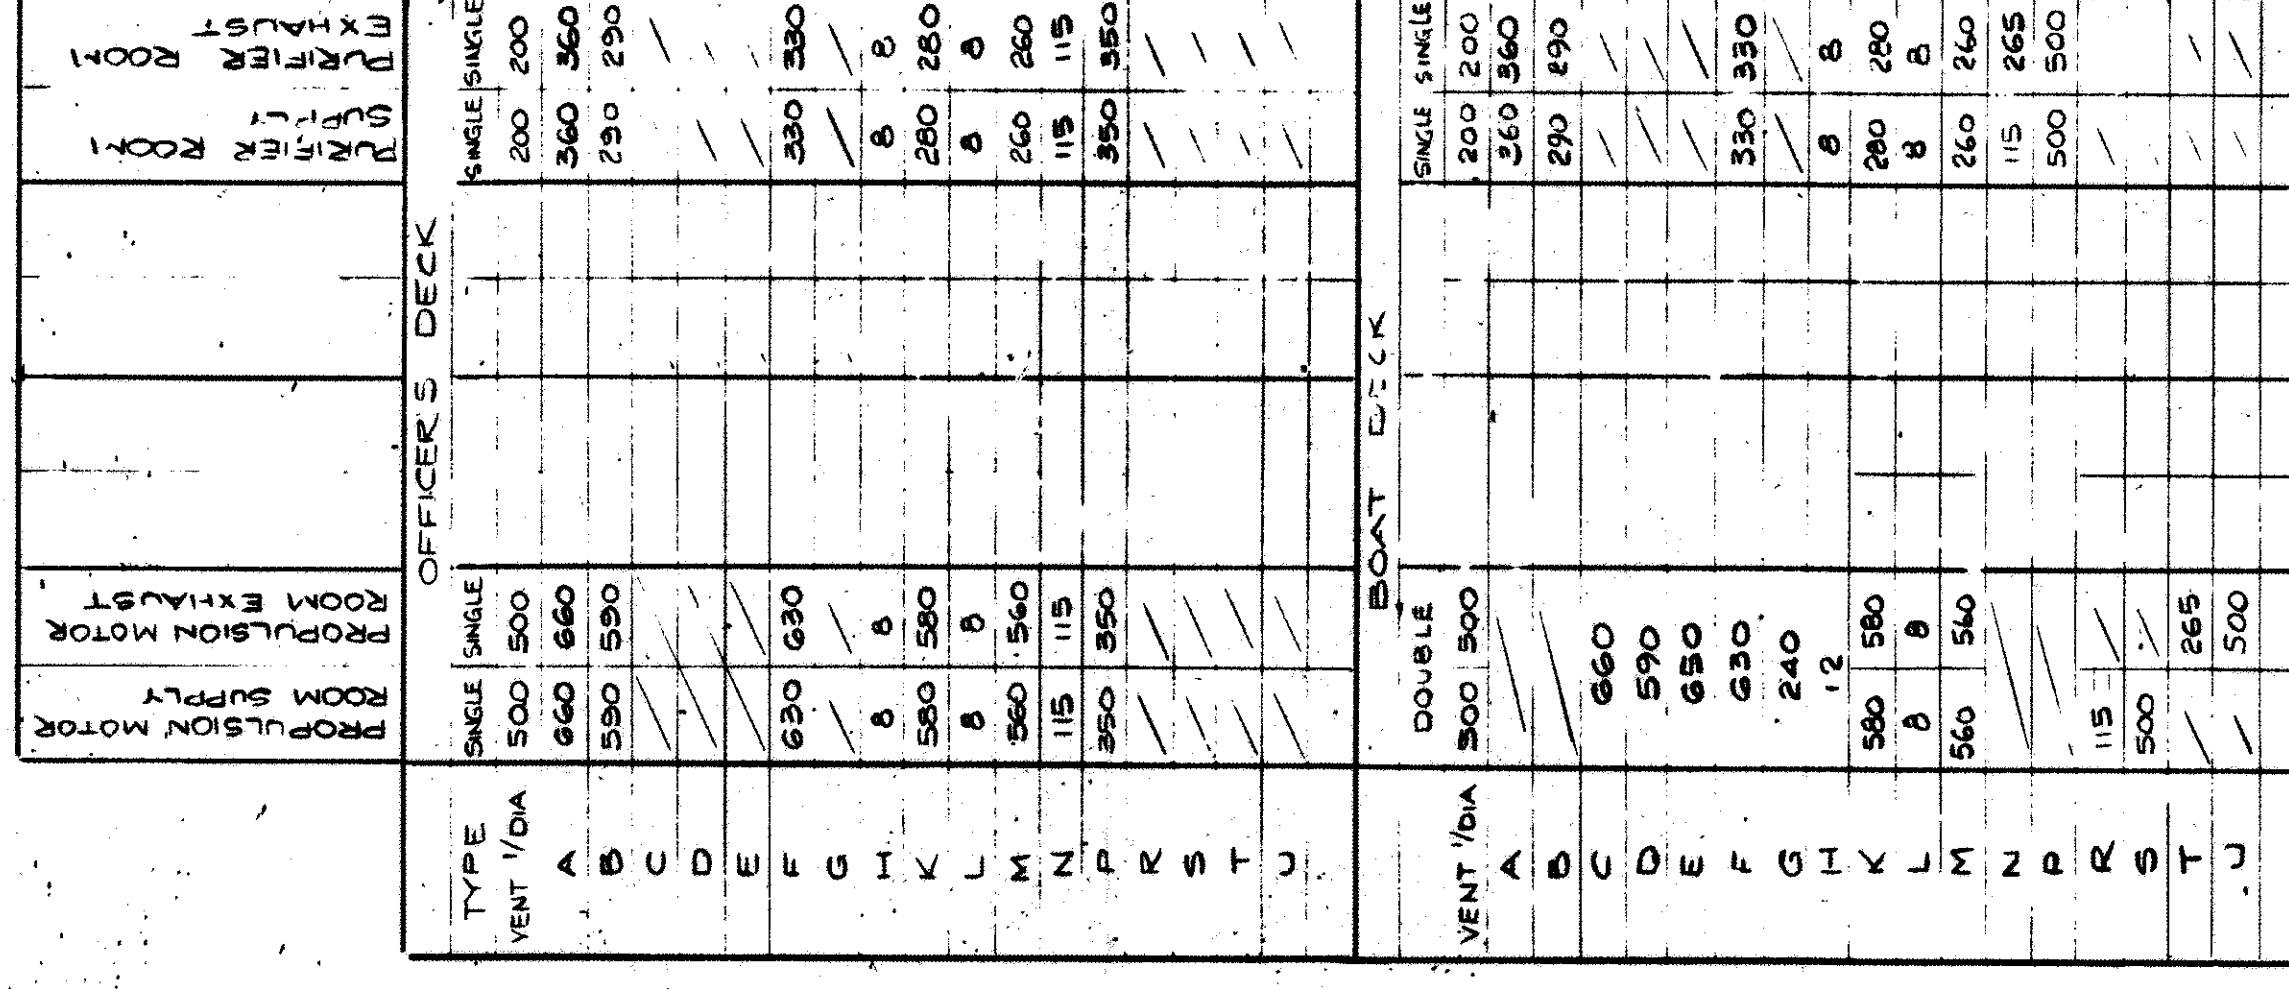 PROPULSION MOTOR
ROOM SUPPLY
PROPULSION MOTOR
ROOM EXHAUST
PURIFIER ROOM
SUPPLY
PURIFIER ROOM
EXHAUST
OFFICERS DECK
TYPE SINGLE SINGLE SINGLE SINGLE
VENT I/DIA 500 500 200 200
A 660 660 360 360
B 590 590 290 290
C
D
E
F 630 630 330 330
G
H 8 8 8 8
K 580 580 280 280
L 8 8 8 8
M 560 560 260 260
N 115 115 115 115
P 350 350 350 350
R
S
T
U
BOAT DECK
DOUBLE SINGLE SINGLE
VENT I/DIA 500 500 200 200
A 360 360
B 290 290
C 660
D 590
E 650
F 630 330 330
G 240
H 12 8 8
K 580 580 280 280
L 8 8 8 8
M 560 560 260 260
N 115 265
P 500 500
R 115
S 500
T 265
U 500